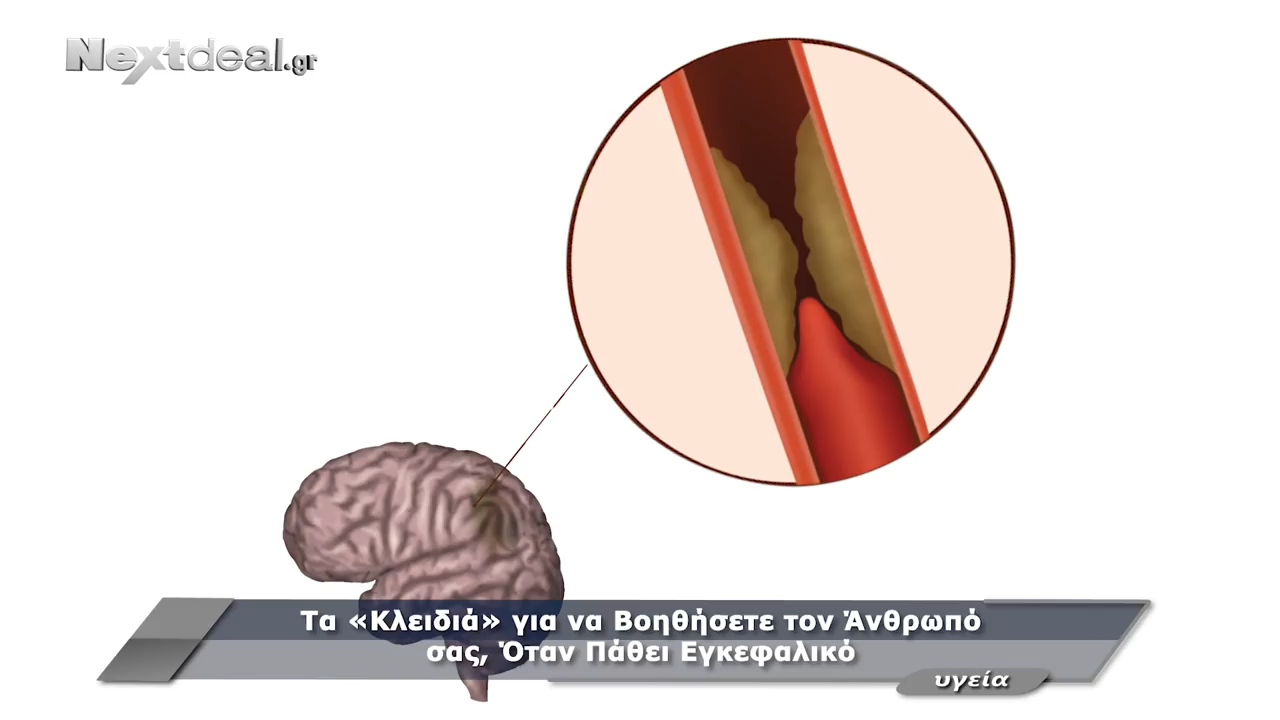 Nextdeal.gr
Τα «Κλειδιά» για να Βοηθήσετε τον Άνθρωπό
σας, Όταν Πάθει Εγκεφαλικό
υγεία